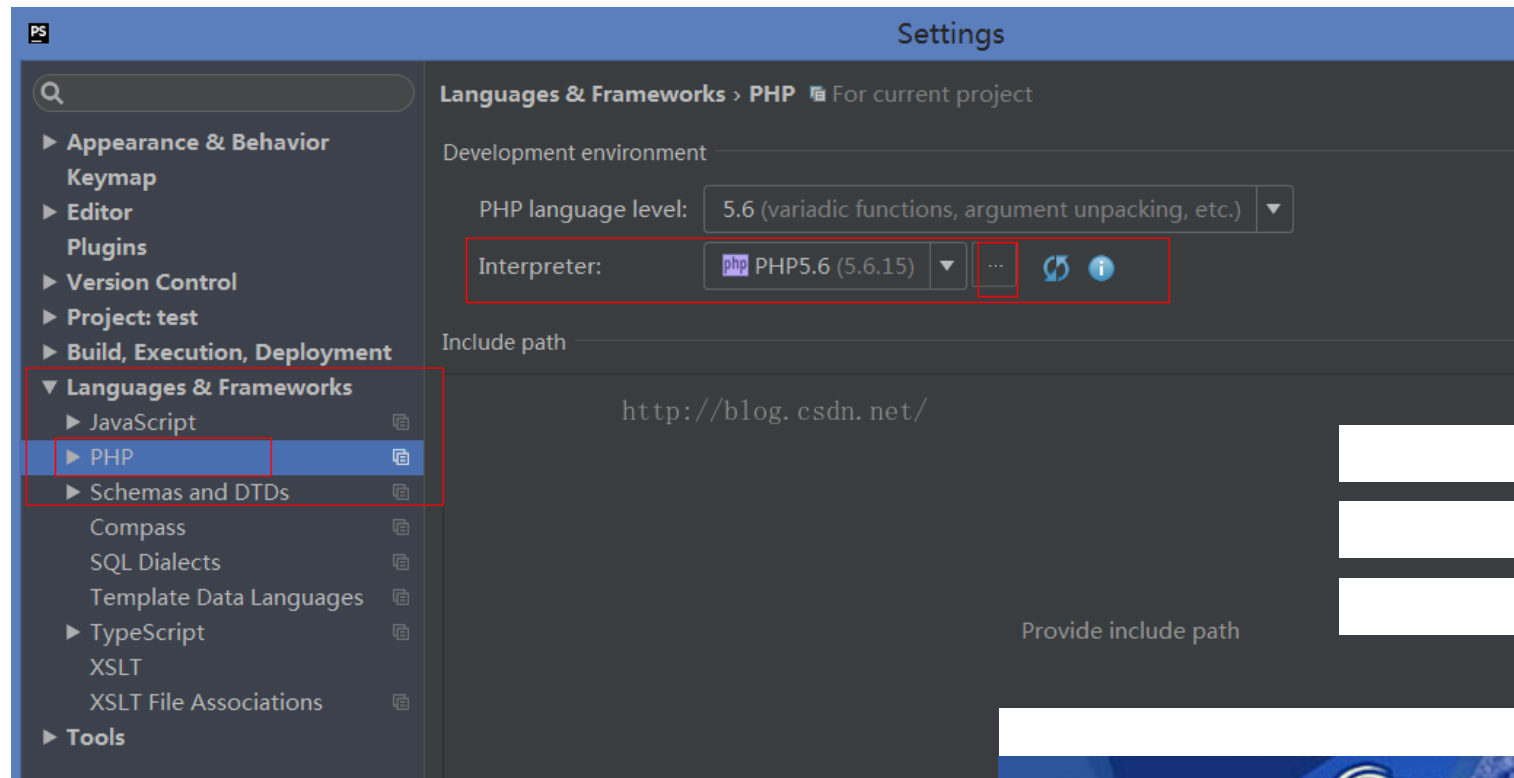 PS
Settings
Languages & Frameworks › PHP For current project
Appearance & Behavior
Keymap
Editor
Plugins
Version Control
Project: test
Build, Execution, Deployment
Languages & Frameworks
JavaScript
PHP
Schemas and DTDs
Compass
SQL Dialects
Template Data Languages
TypeScript
XSLT
XSLT File Associations
Tools
Development environment
PHP language level: 5.6 (variadic functions, argument unpacking, etc.)
Interpreter: php PHP5.6 (5.6.15) ...
Include path
http://blog.csdn.net/
Provide include path